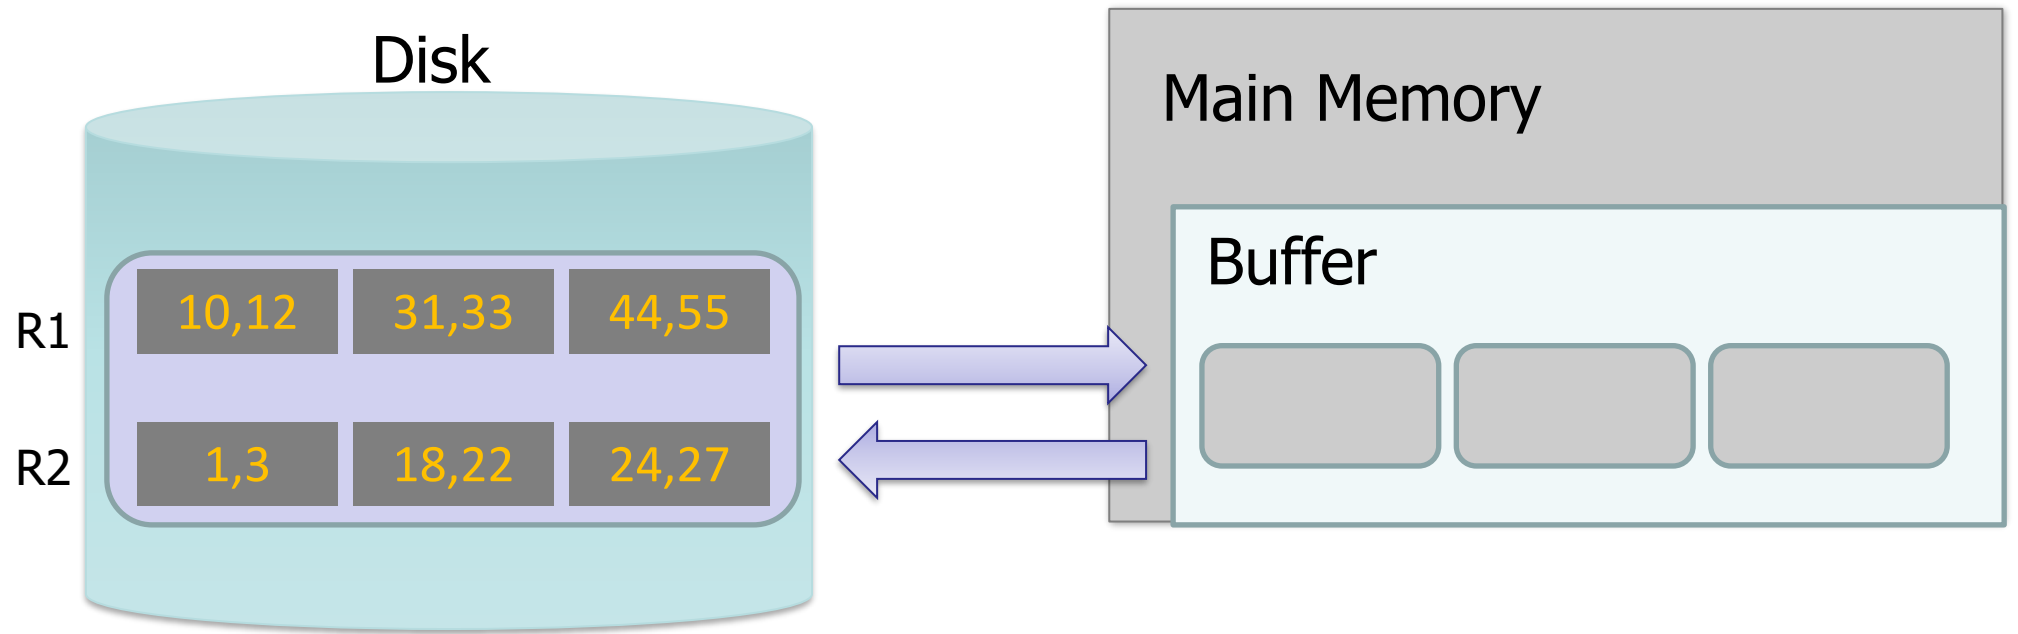 Disk
Main Memory
Buffer
R1
10,12
31,33
44,55
R2
1,3
18,22
24,27